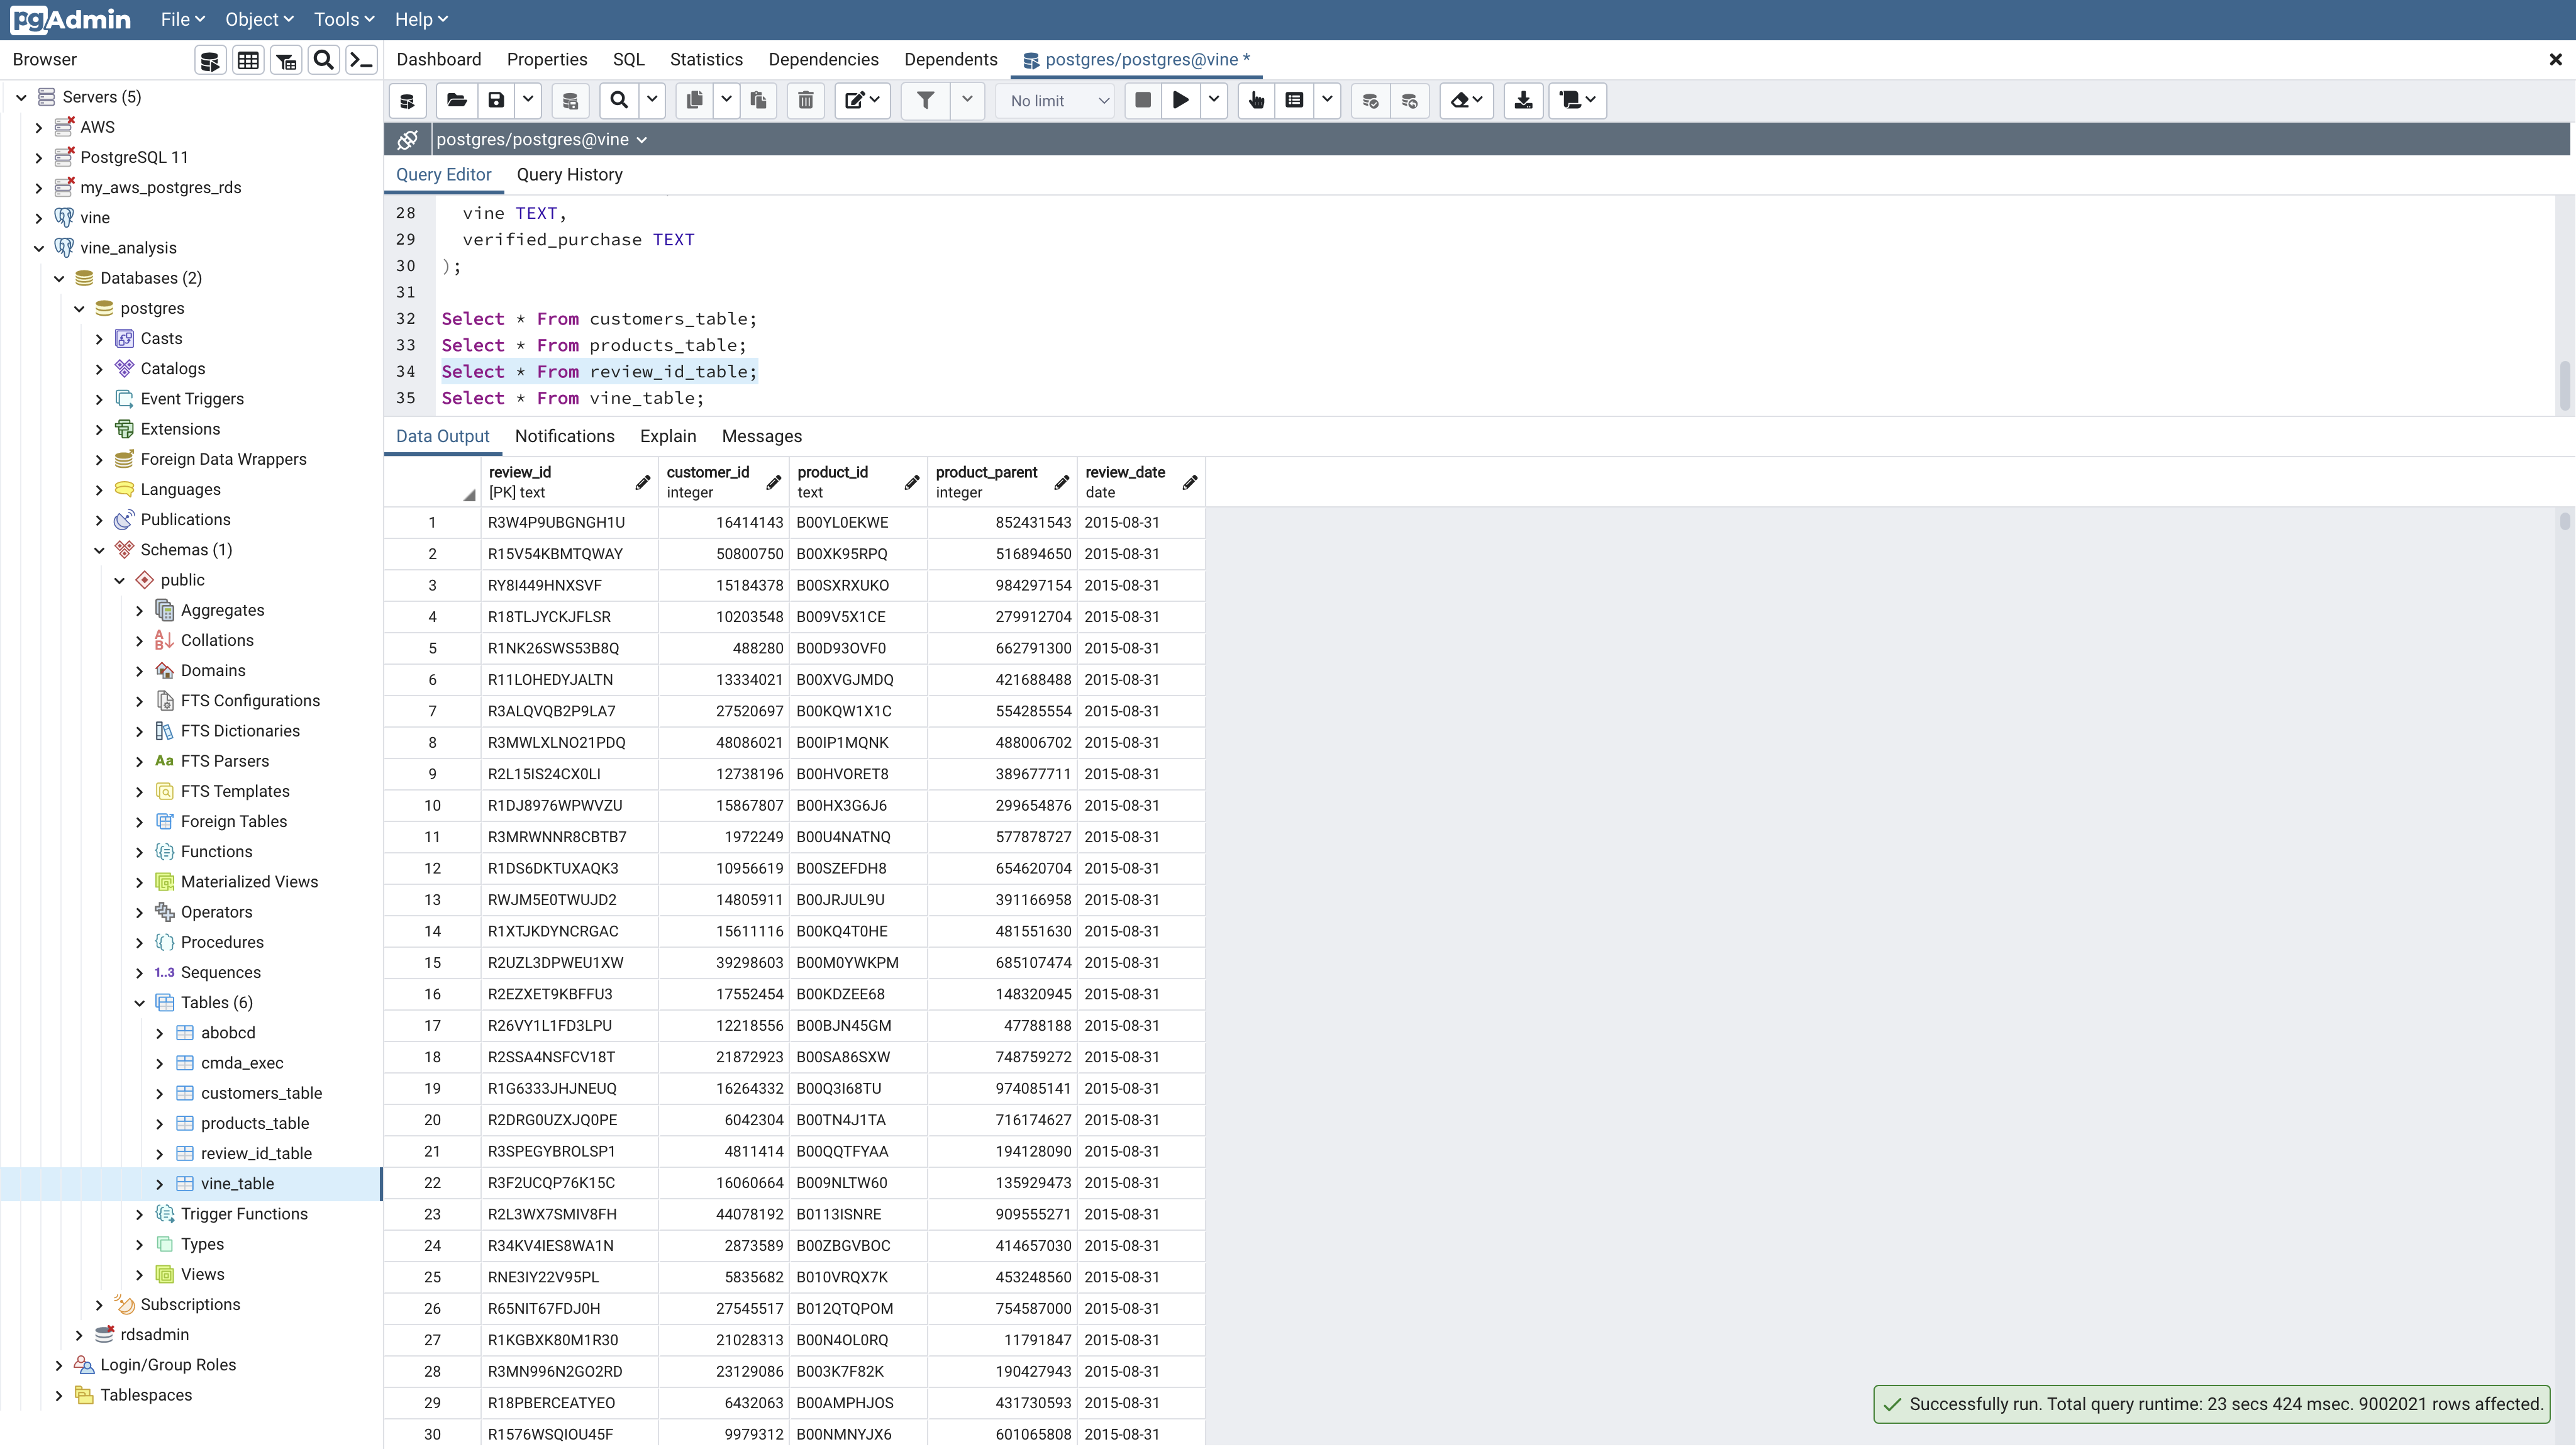 pgAdmin File Object Tools Help
Browser
Dashboard Properties SQL Statistics Dependencies Dependents postgres/postgres@vine *
No limit
postgres/postgres@vine
Query Editor Query History
Servers (5)
AWS
PostgreSQL 11
my_aws_postgres_rds
vine
vine_analysis
Databases (2)
postgres
Casts
Catalogs
Event Triggers
Extensions
Foreign Data Wrappers
Languages
Publications
Schemas (1)
public
Aggregates
Collations
Domains
FTS Configurations
FTS Dictionaries
Aa FTS Parsers
FTS Templates
Foreign Tables
Functions
Materialized Views
Operators
Procedures
1..3 Sequences
Tables (6)
abobcd
cmda_exec
customers_table
products_table
review_id_table
vine_table
Trigger Functions
Types
Views
Subscriptions
rdsadmin
Login/Group Roles
Tablespaces
28 vine TEXT,
29 verified_purchase TEXT
30 );
31
32 Select * From customers_table;
33 Select * From products_table;
34 Select * From review_id_table;
35 Select * From vine_table;
Data Output Notifications Explain Messages
review_id customer_id product_id product_parent review_date
[PK] text integer text integer date
1 R3W4P9UBGNGH1U 16414143 B00YL0EKWE 852431543 2015-08-31
2 R15V54KBMTQWAY 50800750 B00XK95RPQ 516894650 2015-08-31
3 RY8I449HNXSVF 15184378 B00SXRXUKO 984297154 2015-08-31
4 R18TLJYCKJFLSR 10203548 B009V5X1CE 279912704 2015-08-31
5 R1NK26SWS53B8Q 488280 B00D93OVF0 662791300 2015-08-31
6 R11LOHEDYJALTN 13334021 B00XVGJMDQ 421688488 2015-08-31
7 R3ALQVQB2P9LA7 27520697 B00KQW1X1C 554285554 2015-08-31
8 R3MWLXLNO21PDQ 48086021 B00IP1MQNK 488006702 2015-08-31
9 R2L15IS24CX0LI 12738196 B00HVORET8 389677711 2015-08-31
10 R1DJ8976WPWVZU 15867807 B00HX3G6J6 299654876 2015-08-31
11 R3MRWNNR8CBTB7 1972249 B00U4NATNQ 577878727 2015-08-31
12 R1DS6DKTUXAQK3 10956619 B00SZEFDH8 654620704 2015-08-31
13 RWJM5E0TWUJD2 14805911 B00JRJUL9U 391166958 2015-08-31
14 R1XTJKDYNCRGAC 15611116 B00KQ4T0HE 481551630 2015-08-31
15 R2UZL3DPWEU1XW 39298603 B00M0YWKPM 685107474 2015-08-31
16 R2EZXET9KBFFU3 17552454 B00KDZEE68 148320945 2015-08-31
17 R26VY1L1FD3LPU 12218556 B00BJN45GM 47788188 2015-08-31
18 R2SSA4NSFCV18T 21872923 B00SA86SXW 748759272 2015-08-31
19 R1G6333JHJNEUQ 16264332 B00Q3I68TU 974085141 2015-08-31
20 R2DRG0UZXJQ0PE 6042304 B00TN4J1TA 716174627 2015-08-31
21 R3SPEGYBROLSP1 4811414 B00QQTFYAA 194128090 2015-08-31
22 R3F2UCQP76K15C 16060664 B009NLTW60 135929473 2015-08-31
23 R2L3WX7SMIV8FH 44078192 B0113ISNRE 909555271 2015-08-31
24 R34KV4IES8WA1N 2873589 B00ZBGVBOC 414657030 2015-08-31
25 RNE3IY22V95PL 5835682 B010VRQX7K 453248560 2015-08-31
26 R65NIT67FDJ0H 27545517 B012QTQPOM 754587000 2015-08-31
27 R1KGBXK80M1R30 21028313 B00N4OL0RQ 11791847 2015-08-31
28 R3MN996N2GO2RD 23129086 B003K7F82K 190427943 2015-08-31
29 R18PBERCEATYEO 6432063 B00AMPHJOS 431730593 2015-08-31
30 R1576WSQIOU45F 9979312 B00NMNYJX6 601065808 2015-08-31
Successfully run. Total query runtime: 23 secs 424 msec. 9002021 rows affected.